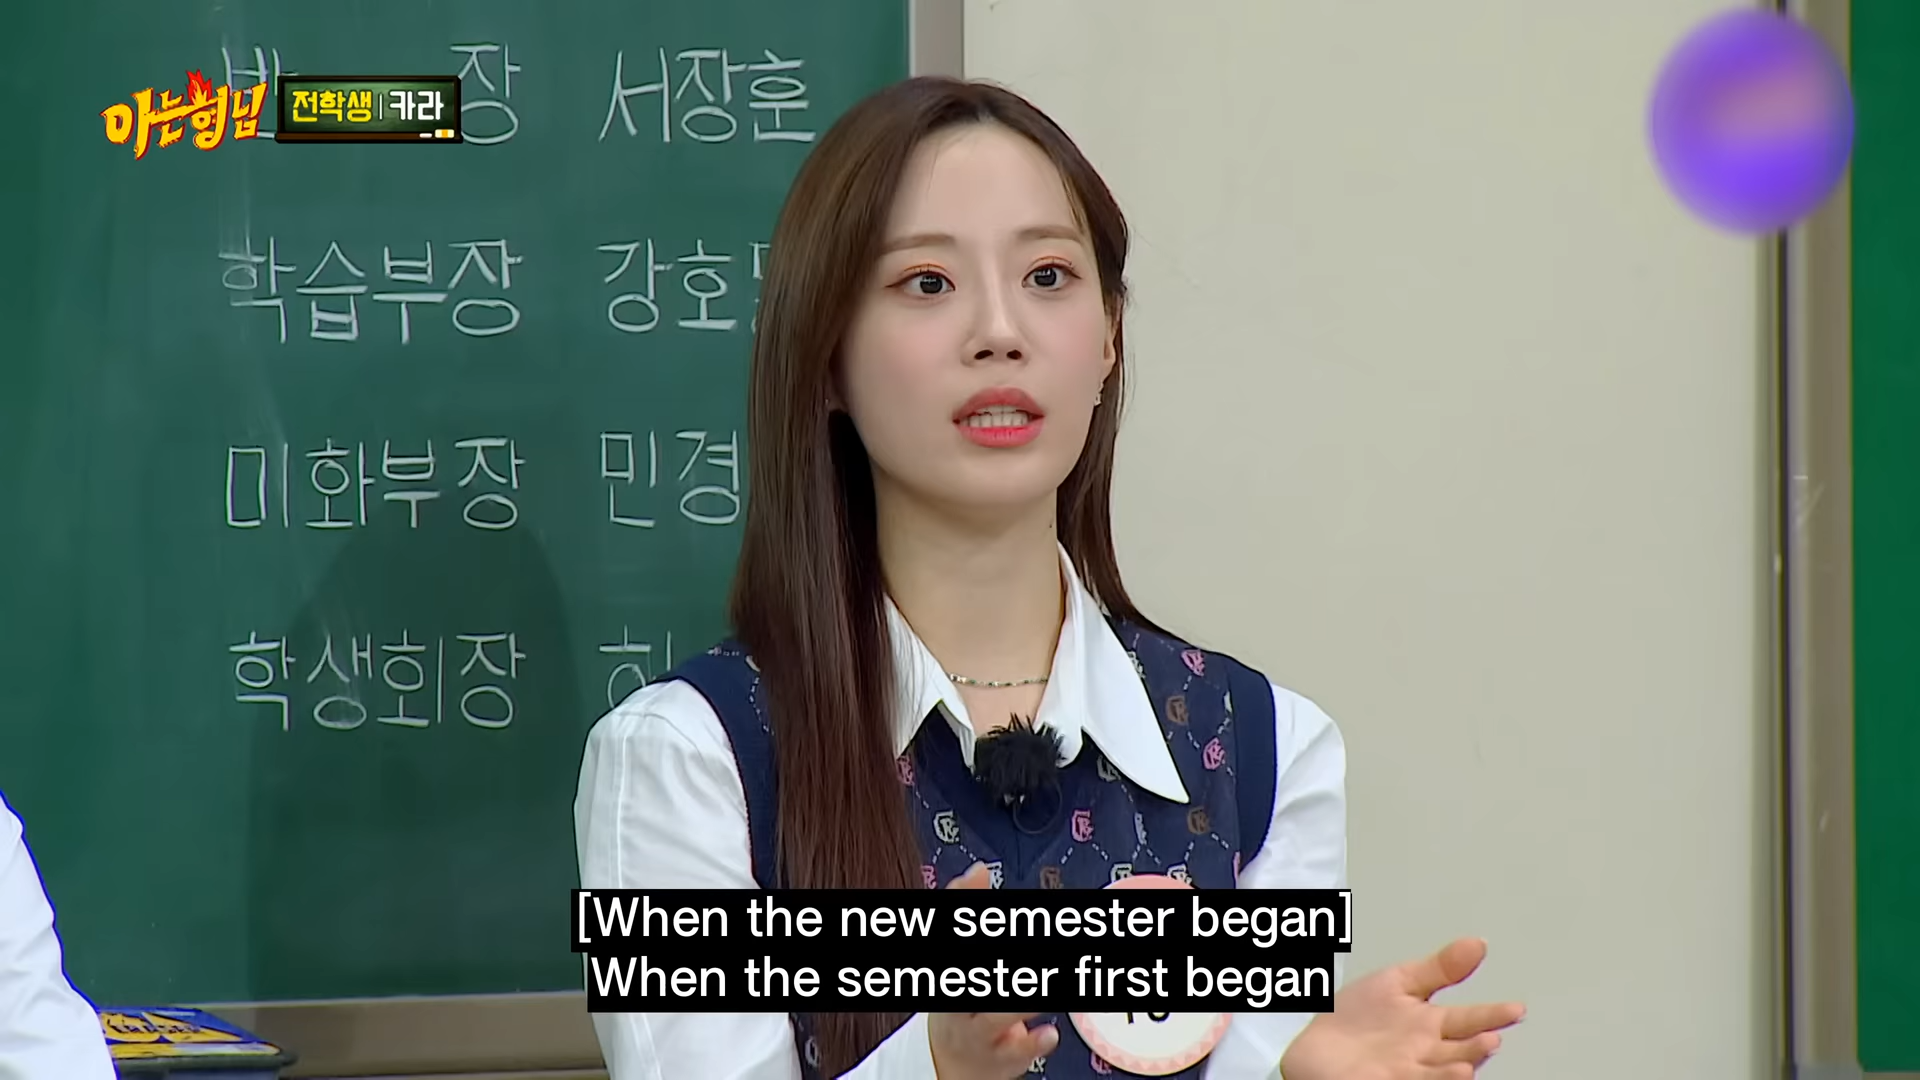 아는형님 전학생 카라
장 서장훈
학습부장 강호
미화부장 민경
학생회장
[When the new semester began]
When the semester first began